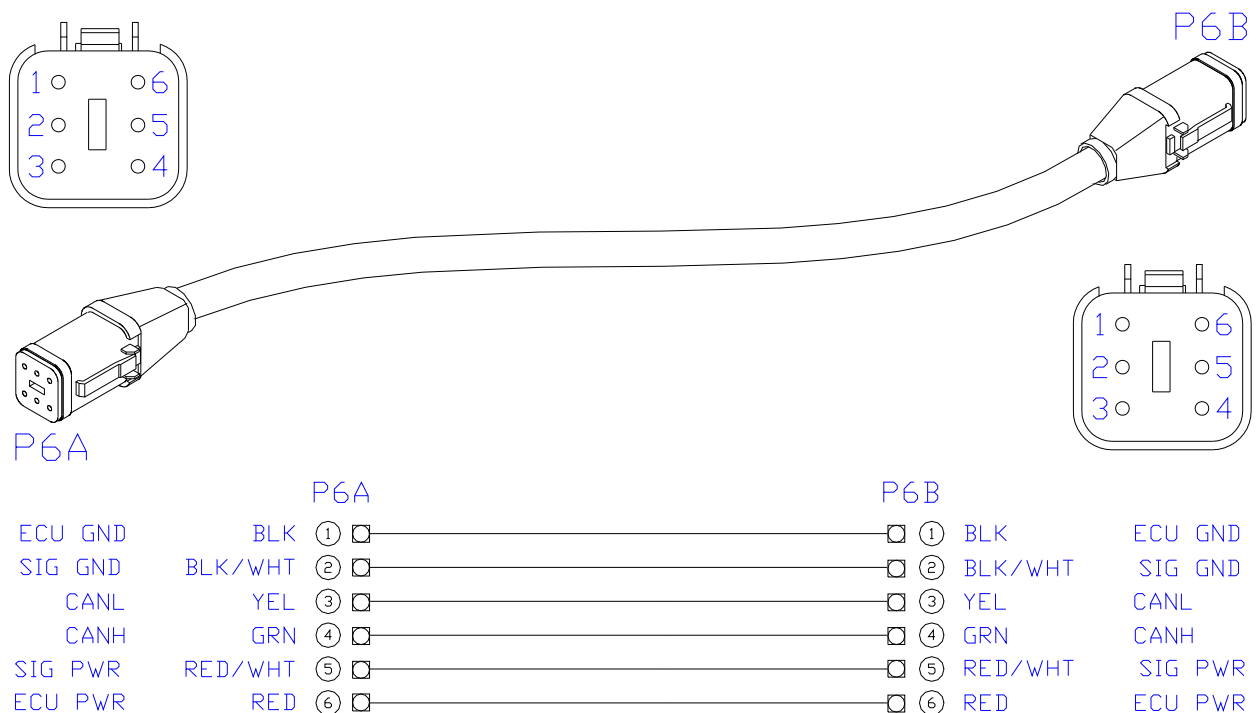 P6B
1 6
2 5
3 4
1 6
2 5
3 4
P6A
P6A P6B
ECU GND BLK 1 1 BLK ECU GND
SIG GND BLK/WHT 2 2 BLK/WHT SIG GND
CANL YEL 3 3 YEL CANL
CANH GRN 4 4 GRN CANH
SIG PWR RED/WHT 5 5 RED/WHT SIG PWR
ECU PWR RED 6 6 RED ECU PWR